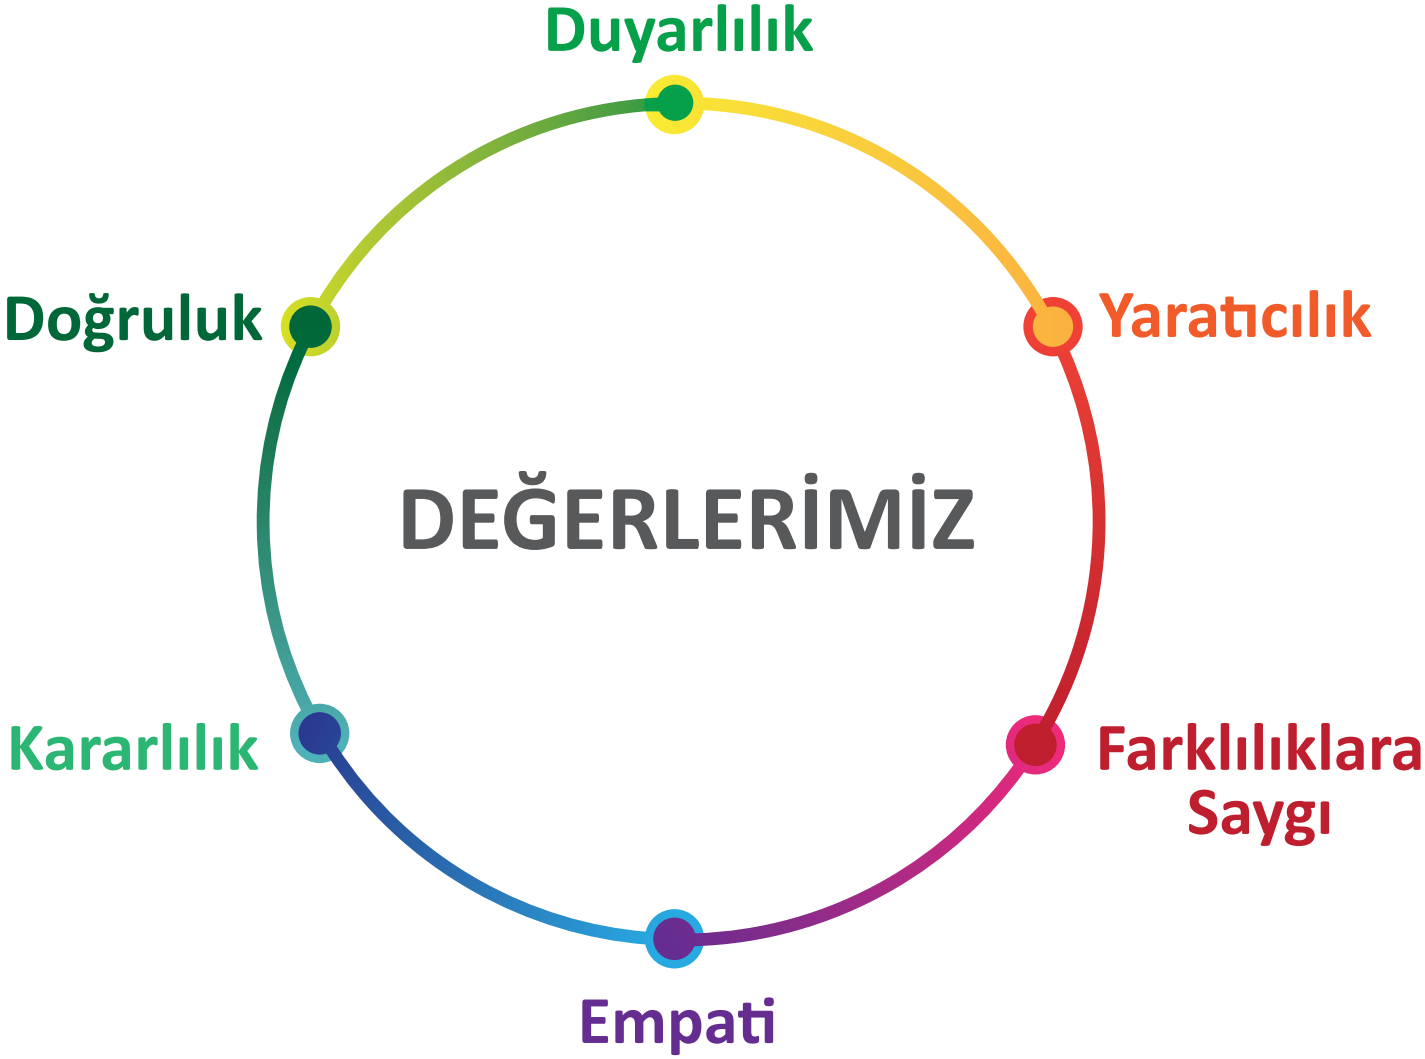 Duyarlılık
Doğruluk
Yaratıcılık
DEĞERLERİMİZ
Kararlılık
Farklılıklara
Saygı
Empati